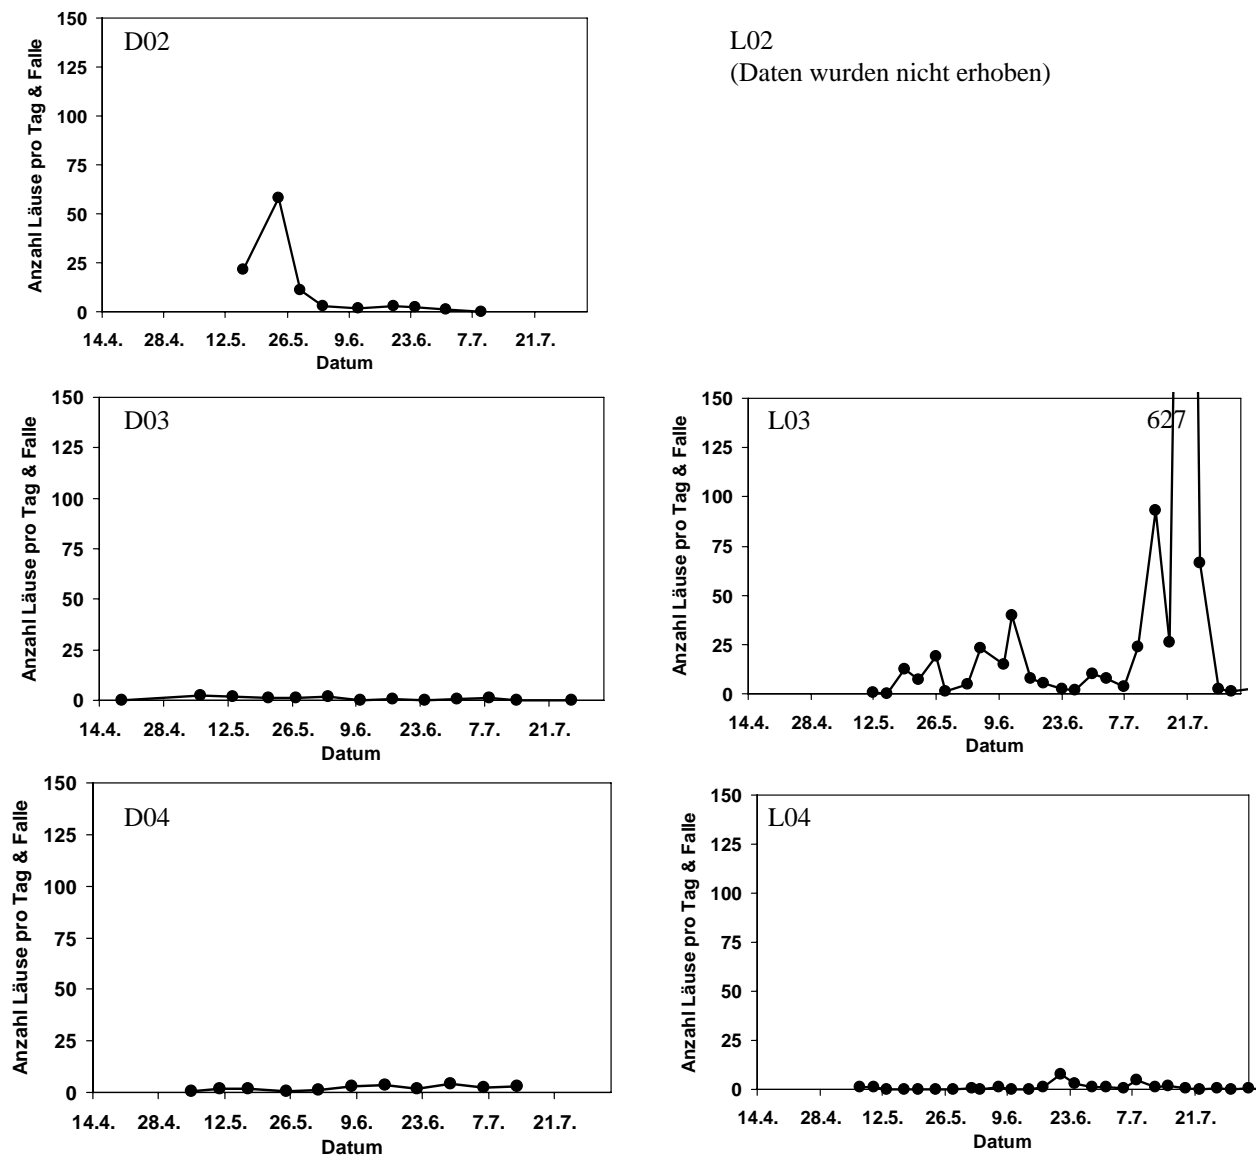 D02
Anzahl Läuse pro Tag & Falle
150
125
100
75
50
25
0
14.4. 28.4. 12.5. 26.5. 9.6. 23.6. 7.7. 21.7.
Datum
L02
(Daten wurden nicht erhoben)
D03
Anzahl Läuse pro Tag & Falle
150
125
100
75
50
25
0
14.4. 28.4. 12.5. 26.5. 9.6. 23.6. 7.7. 21.7.
Datum
L03
627
Anzahl Läuse pro Tag & Falle
150
125
100
75
50
25
0
14.4. 28.4. 12.5. 26.5. 9.6. 23.6. 7.7. 21.7.
Datum
D04
Anzahl Läuse pro Tag & Falle
150
125
100
75
50
25
0
14.4. 28.4. 12.5. 26.5. 9.6. 23.6. 7.7. 21.7.
Datum
L04
Anzahl Läuse pro Tag & Falle
150
125
100
75
50
25
0
14.4. 28.4. 12.5. 26.5. 9.6. 23.6. 7.7. 21.7.
Datum